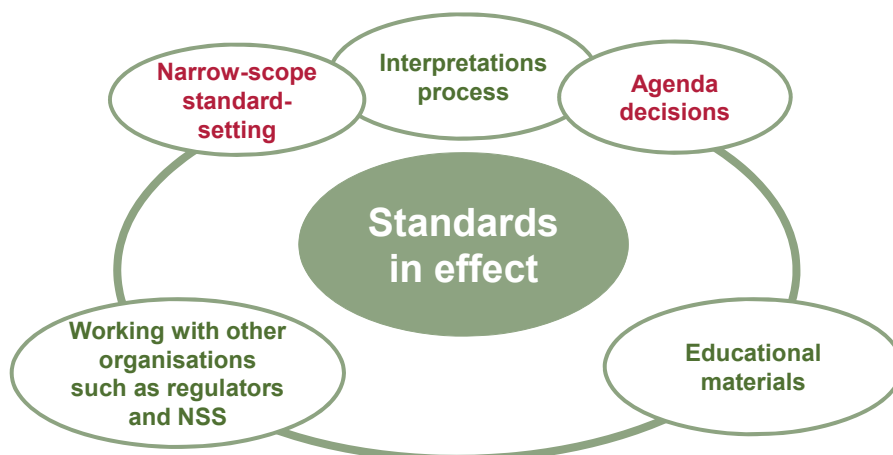 Narrow-scope
standard-
setting
Interpretations
process
Agenda
decisions
Standards
in effect
Working with other
organisations
such as regulators
and NSS
Educational
materials